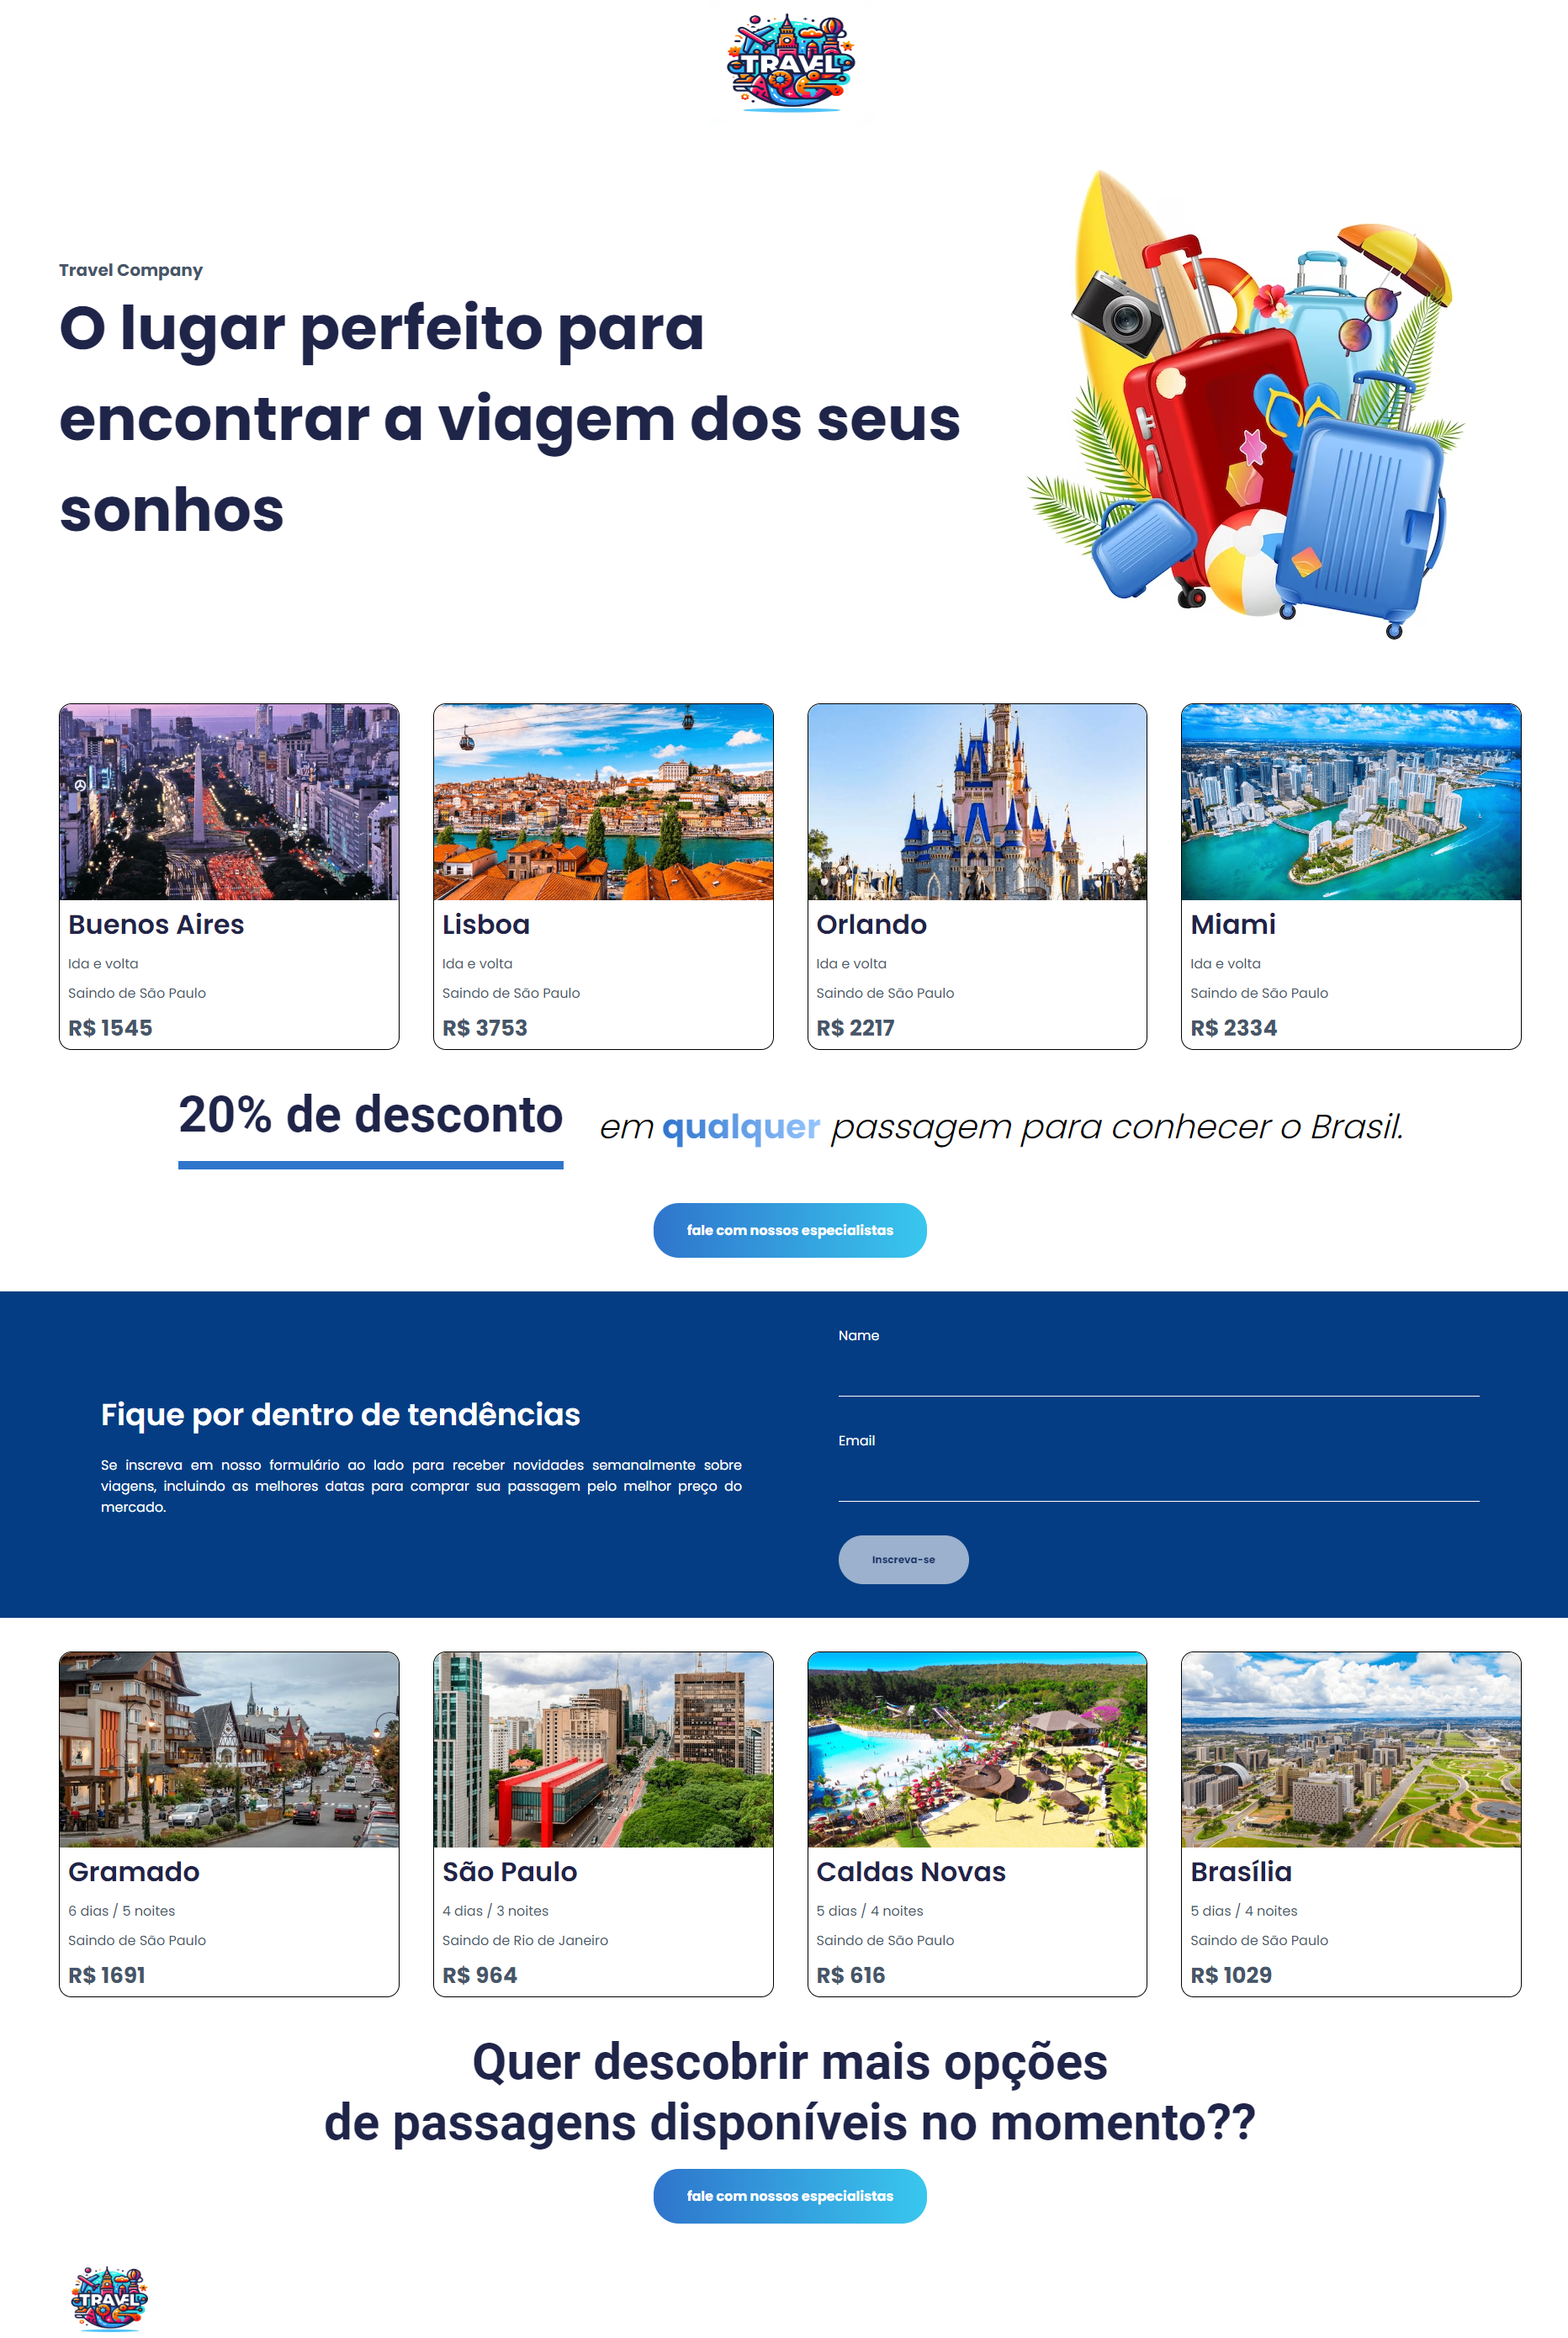 TRAVEL
Travel Company
O lugar perfeito para
encontrar a viagem dos seus
sonhos
Buenos Aires
Ida e volta
Saindo de São Paulo
R$ 1545
Lisboa
Ida e volta
Saindo de São Paulo
R$ 3753
Orlando
Ida e volta
Saindo de São Paulo
R$ 2217
Miami
Ida e volta
Saindo de São Paulo
R$ 2334
20% de desconto em qualquer passagem para conhecer o Brasil.
fale com nossos especialistas
Fique por dentro de tendências
Se inscreva em nosso formulário ao lado para receber novidades semanalmente sobre
viagens, incluindo as melhores datas para comprar sua passagem pelo melhor preço do
mercado.
Name
Email
Inscreva-se
Gramado
6 dias / 5 noites
Saindo de São Paulo
R$ 1691
São Paulo
4 dias / 3 noites
Saindo de Rio de Janeiro
R$ 964
Caldas Novas
5 dias / 4 noites
Saindo de São Paulo
R$ 616
Brasília
5 dias / 4 noites
Saindo de São Paulo
R$ 1029
Quer descobrir mais opções
de passagens disponíveis no momento??
fale com nossos especialistas
TRAVEL